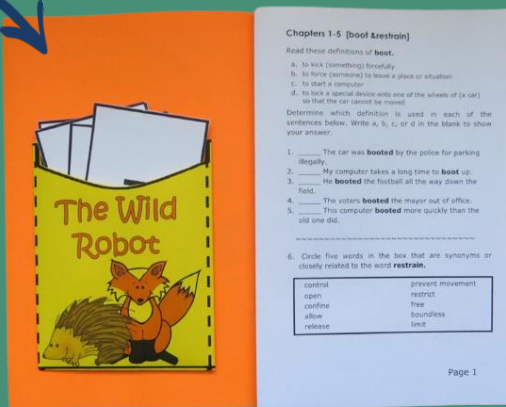 The Wild
Robot
Chapters 1-5 [boot &restrain]
Read these definitions of boot.
a. to kick (something) forcefully
b. to force (someone) to leave a place or situation
c. to start a computer
d. to lock a special device onto one of the wheels of (a car)
so that the car cannot be moved
Determine which definition is used in each of the
sentences below. Write a, b, c, or d in the blank to show
your answer.
1. ______ The car was booted by the police for parking
illegally.
2. ______ My computer takes a long time to boot up.
3. ______ He booted the football all the way down the
field.
4. ______ The voters booted the mayor out of office.
5. ______ This computer booted more quickly than the
old one did.
6. Circle five words in the box that are synonyms or
closely related to the word restrain.
control prevent movement
open restrict
confine free
allow boundless
release limit
Page 1